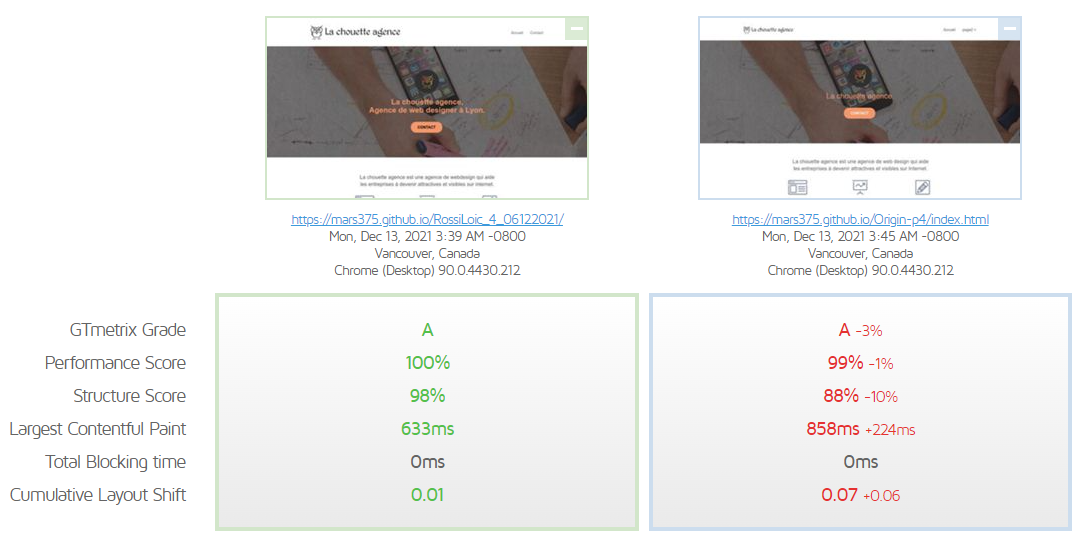 La chouette agence
Accueil Contact
La chouette agence.
Agence de web designer à Lyon.
CONTACT
La chouette agence est une agence de webdesign qui aide
les entreprises à devenir attractives et visibles sur Internet.
La chouette agence
Accueil page2
La chouette agence.
CONTACT
La chouette agence est une agence de web design qui aide
les entreprises à devenir attractives et visibles sur internet.
https://mars375.github.io/RossiLoic_4_06122021/
Mon, Dec 13, 2021 3:39 AM -0800
Vancouver, Canada
Chrome (Desktop) 90.0.4430.212
https://mars375.github.io/Origin-p4/index.html
Mon, Dec 13, 2021 3:45 AM -0800
Vancouver, Canada
Chrome (Desktop) 90.0.4430.212
GTmetrix Grade A A -3%
Performance Score 100% 99% -1%
Structure Score 98% 88% -10%
Largest Contentful Paint 633ms 858ms +224ms
Total Blocking time 0ms 0ms
Cumulative Layout Shift 0.01 0.07 +0.06